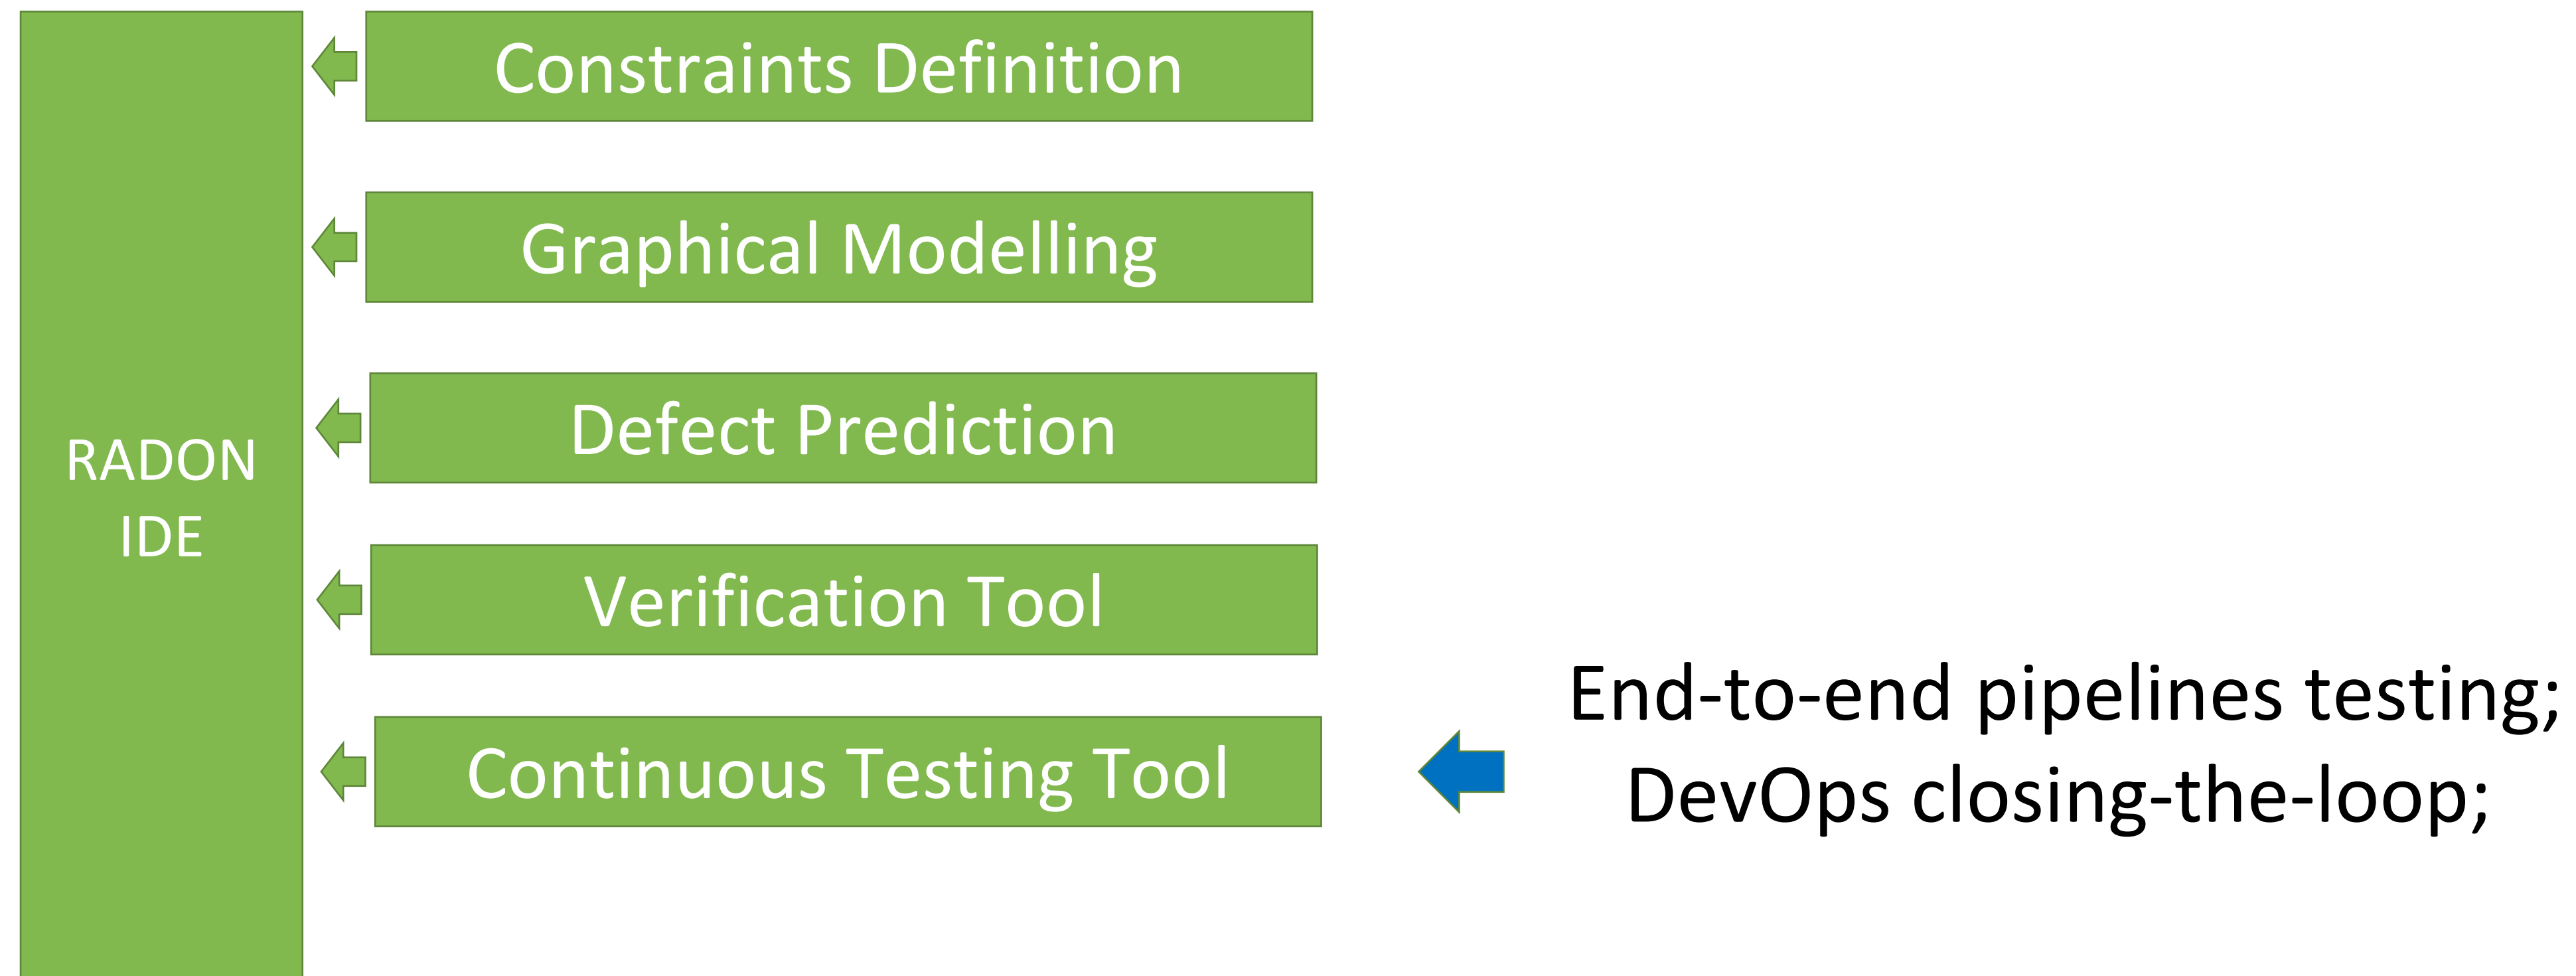 Constraints Definition
Graphical Modelling
Defect Prediction
RADON
IDE
Verification Tool
Continuous Testing Tool
End-to-end pipelines testing;
DevOps closing-the-loop;